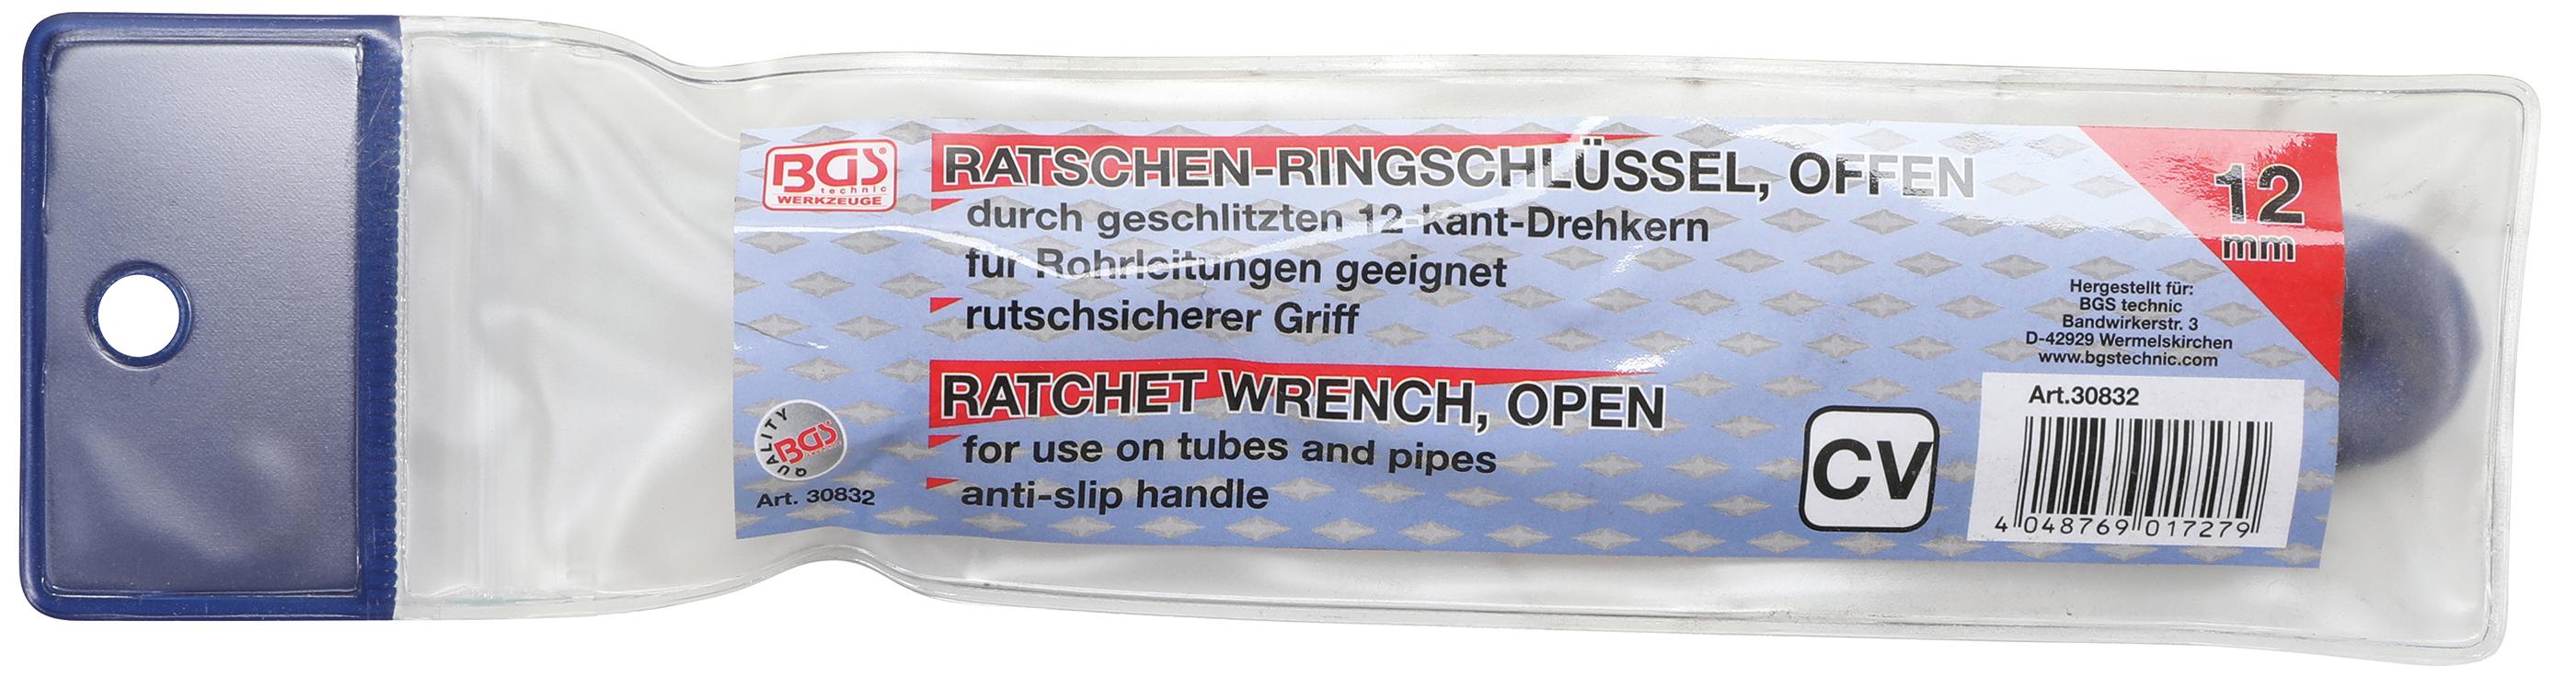 BGS®
technic
WERKZEUGE
RATSCHEN-RINGSCHLÜSSEL, OFFEN
durch geschlitzten 12-kant-Drehkern
für Rohrleitungen geeignet
rutschsicherer Griff
12
mm
Hergestellt für:
BGS technic
Bandwirkerstr. 3
D-42929 Wermelskirchen
www.bgstechnic.com
RATCHET WRENCH, OPEN
for use on tubes and pipes
anti-slip handle
QUALITY
BGS
Art. 30832
CV
Art.30832
4 048769 017279